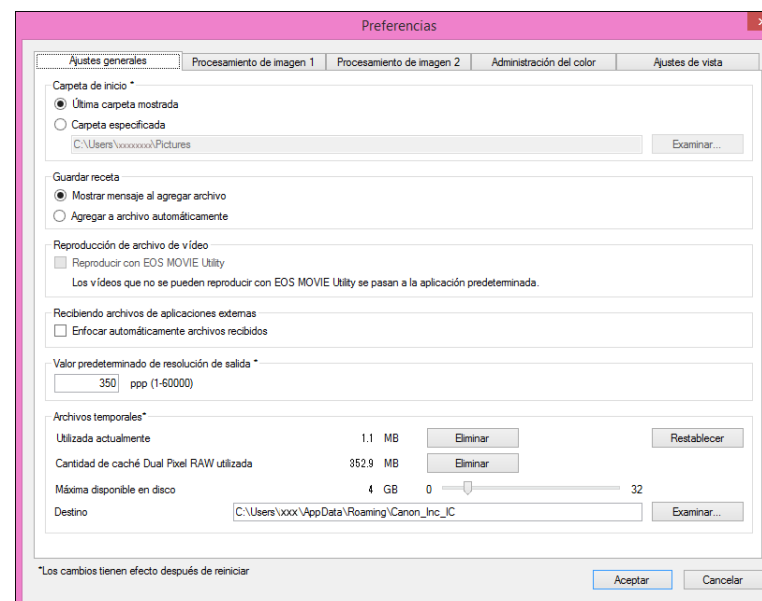 Preferencias
Ajustes generales Procesamiento de imagen 1 Procesamiento de imagen 2 Administración del color Ajustes de vista
Carpeta de inicio *
Última carpeta mostrada
Carpeta especificada
C:\Users\xxxxxxxx\Pictures Examinar...
Guardar receta
Mostrar mensaje al agregar archivo
Agregar a archivo automáticamente
Reproducción de archivo de vídeo
Reproducir con EOS MOVIE Utility
Los vídeos que no se pueden reproducir con EOS MOVIE Utility se pasan a la aplicación predeterminada.
Recibiendo archivos de aplicaciones externas
Enfocar automáticamente archivos recibidos
Valor predeterminado de resolución de salida *
350 ppp (1-60000)
Archivos temporales*
Utilizada actualmente 1.1 MB Eliminar Restablecer
Cantidad de caché Dual Pixel RAW utilizada 352.9 MB Eliminar
Máxima disponible en disco 4 GB 0 32
Destino C:\Users\xxx\AppData\Roaming\Canon_Inc_IC Examinar...
*Los cambios tienen efecto después de reiniciar
Aceptar Cancelar